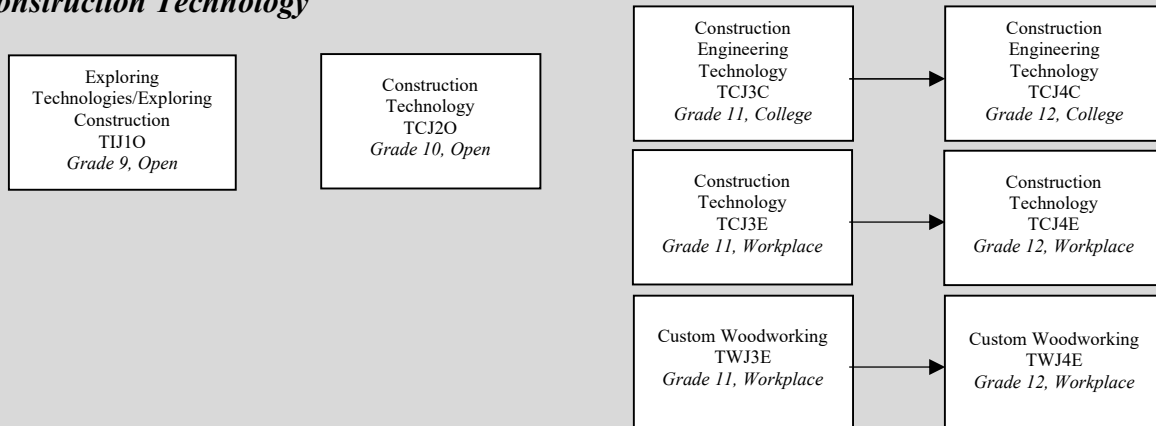 onstruction Technology
Exploring
Technologies/Exploring
Construction
TIJ1O
Grade 9, Open
Construction
Technology
TCJ2O
Grade 10, Open
Construction
Engineering
Technology
TCJ3C
Grade 11, College
Construction
Engineering
Technology
TCJ4C
Grade 12, College
Construction
Technology
TCJ3E
Grade 11, Workplace
Construction
Technology
TCJ4E
Grade 12, Workplace
Custom Woodworking
TWJ3E
Grade 11, Workplace
Custom Woodworking
TWJ4E
Grade 12, Workplace